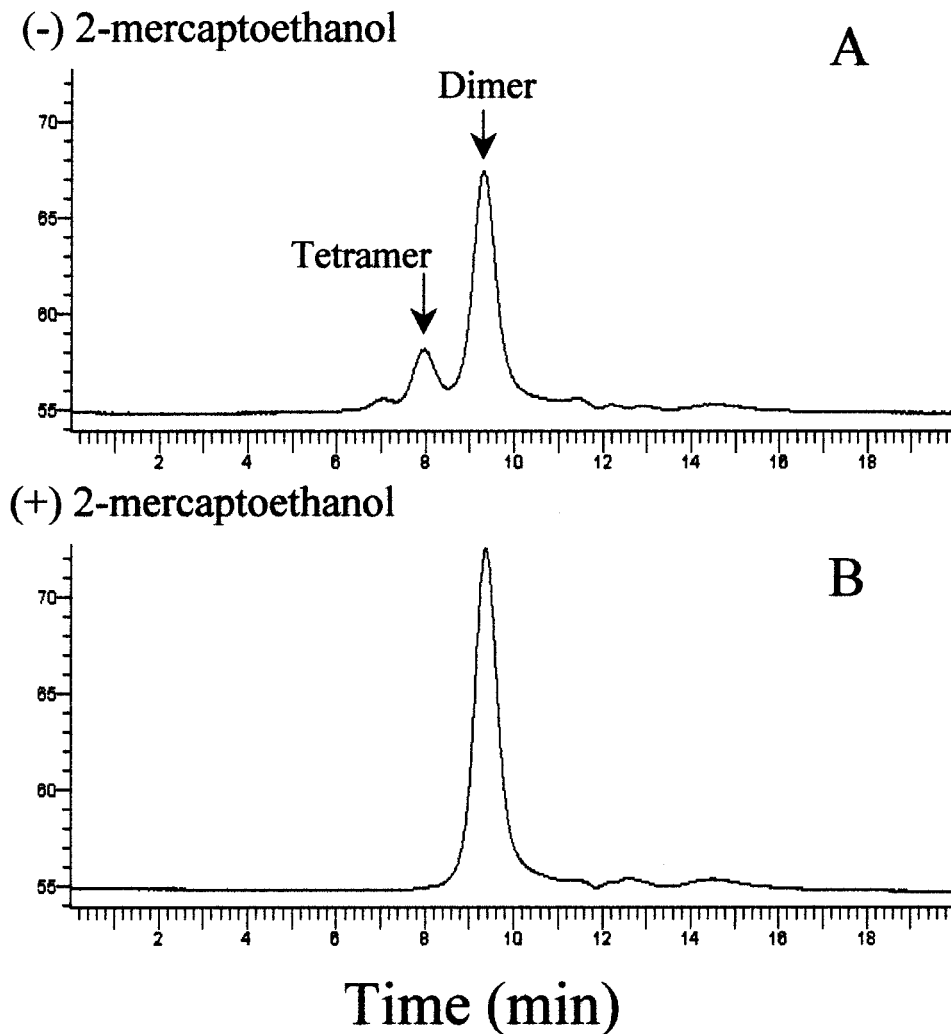 (-) 2-mercaptoethanol
A
Dimer
Tetramer
70
65
60
55
2 4 6 8 10 12 14 16 18
(+) 2-mercaptoethanol
B
70
65
60
55
2 4 6 8 10 12 14 16 18
Time (min)